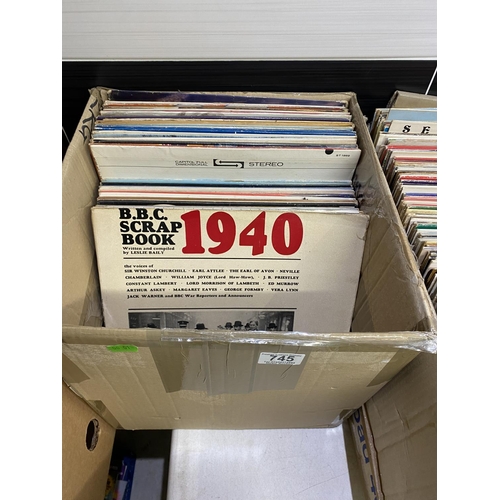 CAPITOL FULL
STEREO
B.B.C.
SCRAP
BOOK
1940
Written and compiled
by LESLIE BAILY
the voices of
SIR WINSTON CHURCHILL · EARL ATTLEE · THE EARL OF AVON · NEVILLE
CHAMBERLAIN · WILLIAM JOYCE (Lord Haw-Haw), · J. B. PRIESTLEY
CONSTANT LAMBERT · LORD MORRISON OF LAMBETH · ED MURROW
ARTHUR ASKEY · MARGARET EAVES · GEORGE FORMBY · VERA LYNN
JACK WARNER and BBC War Reporters and Announcers
745